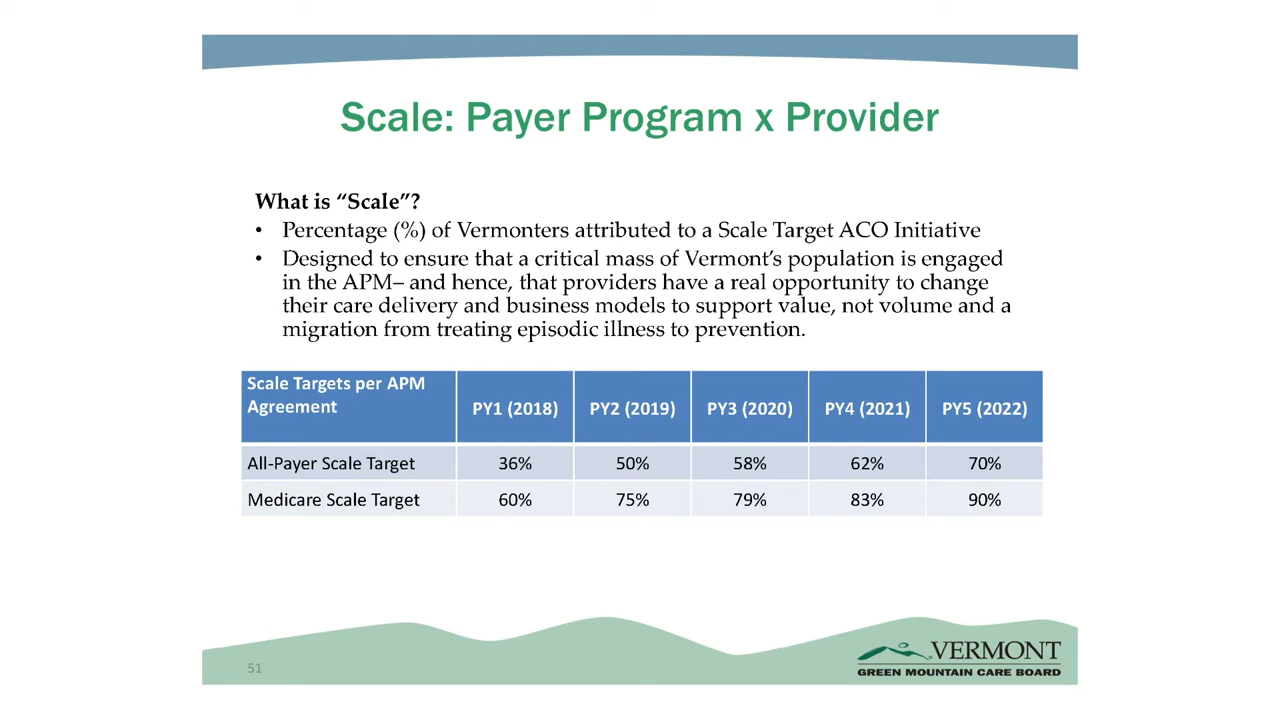 Scale: Payer Program x Provider
What is “Scale”?
• Percentage (%) of Vermonters attributed to a Scale Target ACO Initiative
• Designed to ensure that a critical mass of Vermont’s population is engaged
in the APM– and hence, that providers have a real opportunity to change
their care delivery and business models to support value, not volume and a
migration from treating episodic illness to prevention.
Scale Targets per APM
Agreement
PY1 (2018) PY2 (2019) PY3 (2020) PY4 (2021) PY5 (2022)
All-Payer Scale Target 36% 50% 58% 62% 70%
Medicare Scale Target 60% 75% 79% 83% 90%
51
VERMONT
GREEN MOUNTAIN CARE BOARD